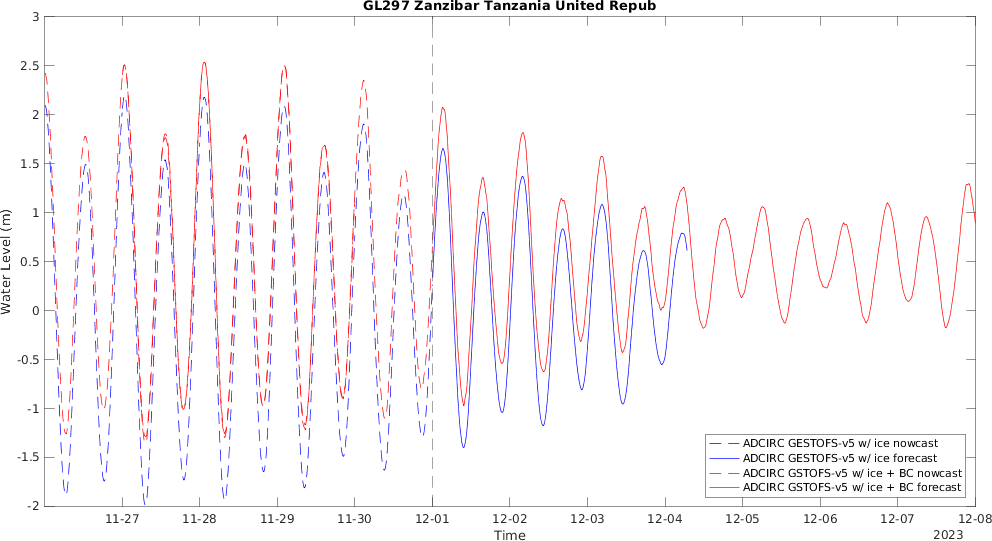 GL297 Zanzibar Tanzania United Repub
3
2.5
2
1.5
1
0.5
0
-0.5
-1
-1.5
-2
Water Level (m)
ADCIRC GESTOFS-v5 w/ ice nowcast
ADCIRC GESTOFS-v5 w/ ice forecast
ADCIRC GSTOFS-v5 w/ ice + BC nowcast
ADCIRC GSTOFS-v5 w/ ice + BC forecast
11-27 11-28 11-29 11-30 12-01 12-02 12-03 12-04 12-05 12-06 12-07 12-08
Time
2023